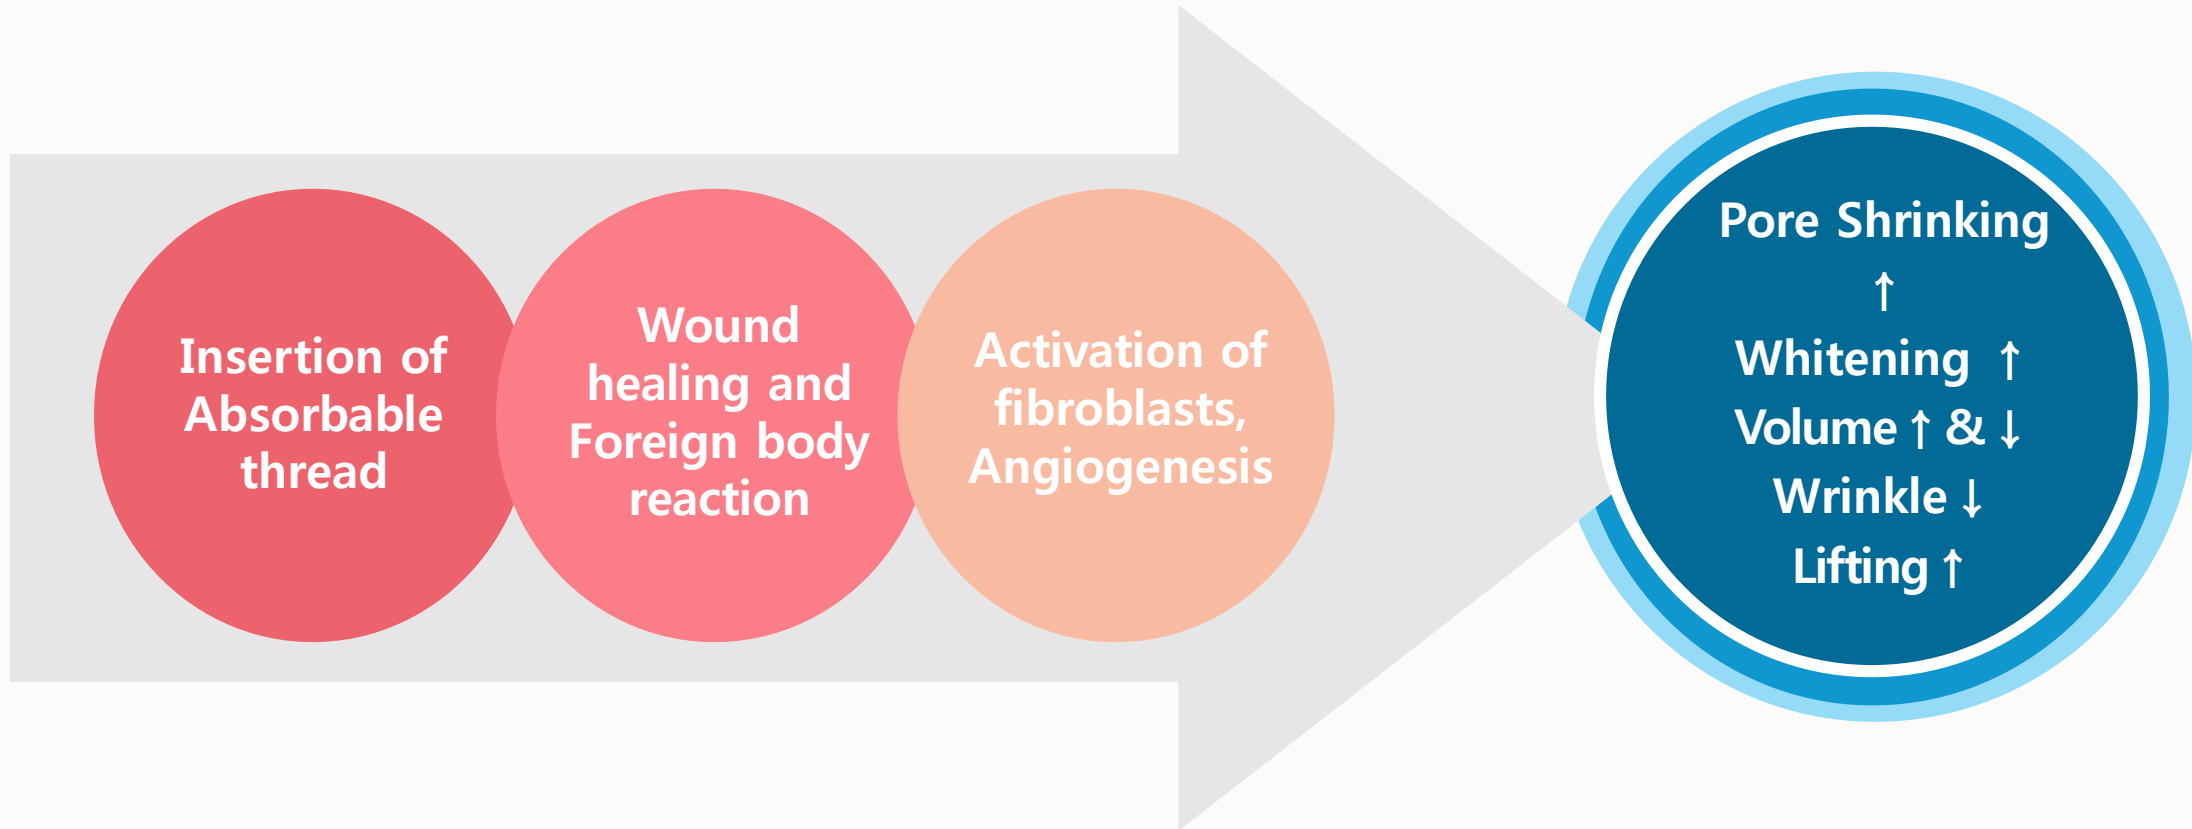 Insertion of
Absorbable
thread
Wound
healing and
Foreign body
reaction
Activation of
fibroblasts,
Angiogenesis
Pore Shrinking
↑
Whitening ↑
Volume ↑ & ↓
Wrinkle ↓
Lifting ↑